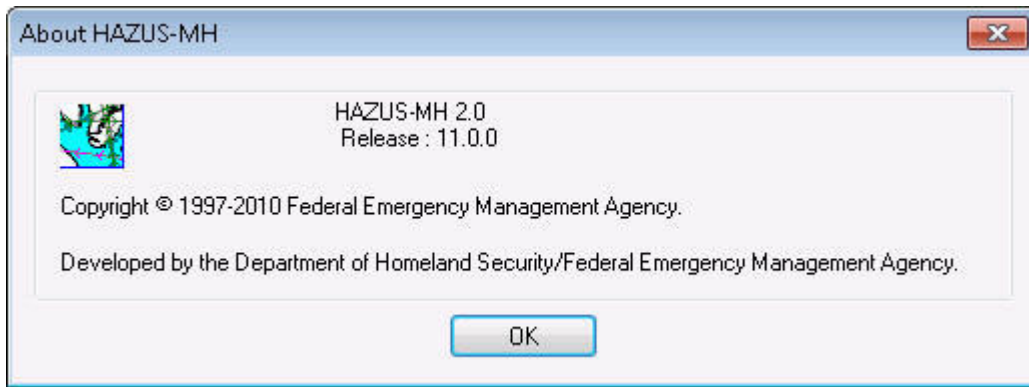 About HAZUS-MH
HAZUS-MH 2.0
Release : 11.0.0
Copyright © 1997-2010 Federal Emergency Management Agency.
Developed by the Department of Homeland Security/Federal Emergency Management Agency.
OK